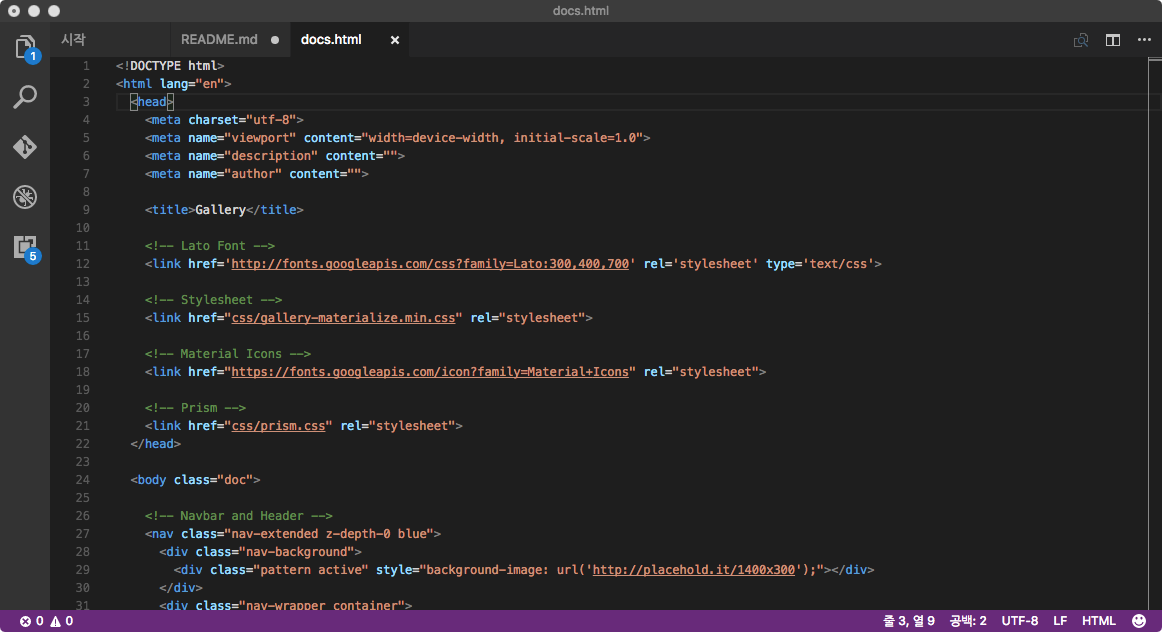 docs.html
시작 README.md docs.html
1
5
1 <!DOCTYPE html>
2 <html lang="en">
3 <head>
4 <meta charset="utf-8">
5 <meta name="viewport" content="width=device-width, initial-scale=1.0">
6 <meta name="description" content="">
7 <meta name="author" content="">
8
9 <title>Gallery</title>
10
11 <!-- Lato Font -->
12 <link href='http://fonts.googleapis.com/css?family=Lato:300,400,700' rel='stylesheet' type='text/css'>
13
14 <!-- Stylesheet -->
15 <link href="css/gallery-materialize.min.css" rel="stylesheet">
16
17 <!-- Material Icons -->
18 <link href="https://fonts.googleapis.com/icon?family=Material+Icons" rel="stylesheet">
19
20 <!-- Prism -->
21 <link href="css/prism.css" rel="stylesheet">
22 </head>
23
24 <body class="doc">
25
26 <!-- Navbar and Header -->
27 <nav class="nav-extended z-depth-0 blue">
28 <div class="nav-background">
29 <div class="pattern active" style="background-image: url('http://placehold.it/1400x300');"></div>
30 </div>
31 <div class="nav-wrapper container">
0 0 줄 3, 열 9 공백: 2 UTF-8 LF HTML